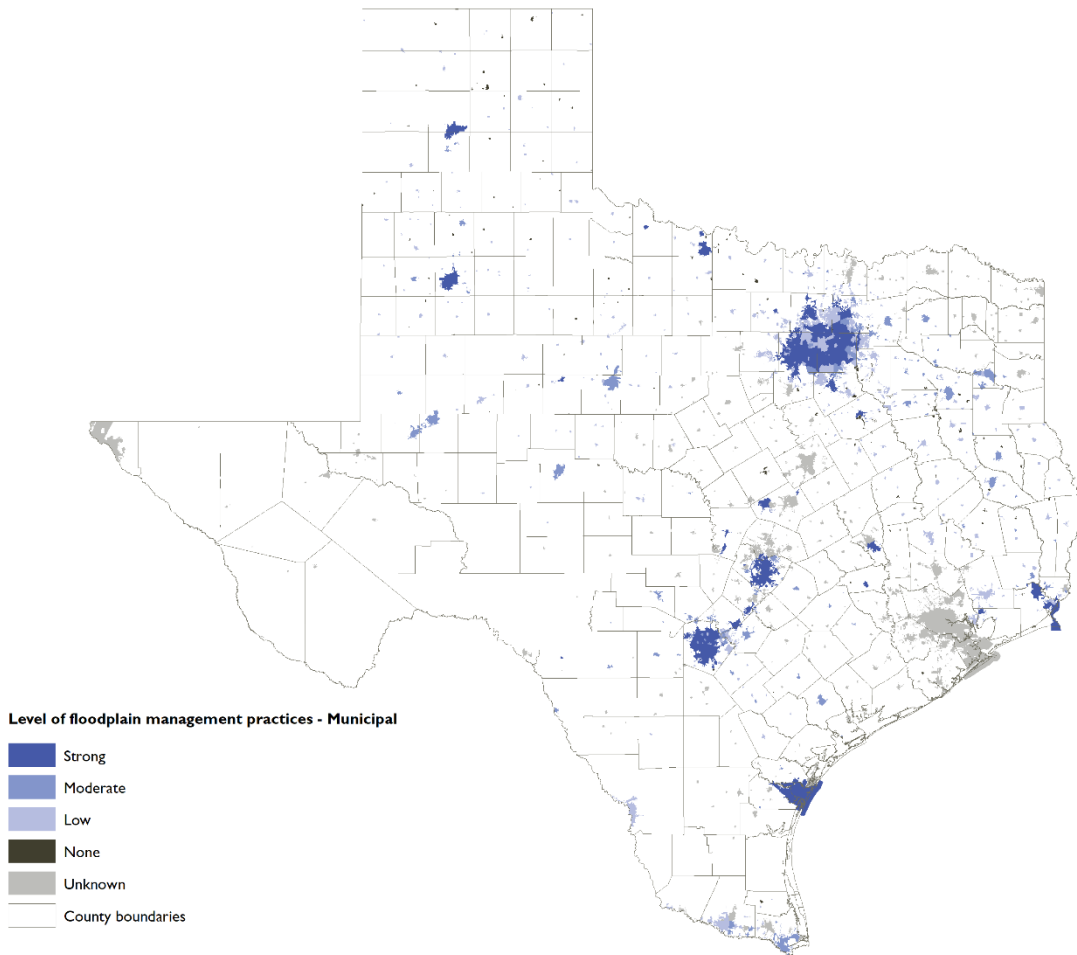 Level of floodplain management practices - Municipal
Strong
Moderate
Low
None
Unknown
County boundaries